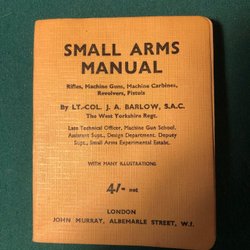 SMALL ARMS
MANUAL
Rifles, Machine Guns, Machine Carbines,
Revolvers, Pistols
By LT.-COL. J. A. BARLOW, S.A.C.
The West Yorkshire Regt.
Late Technical Officer, Machine Gun School,
Assistant Supt., Design Department. Deputy
Supt., Small Arms Experimental Estabt.
WITH MANY ILLUSTRATIONS
4/- net
LONDON
JOHN MURRAY, ALBEMARLE STREET, W.1.